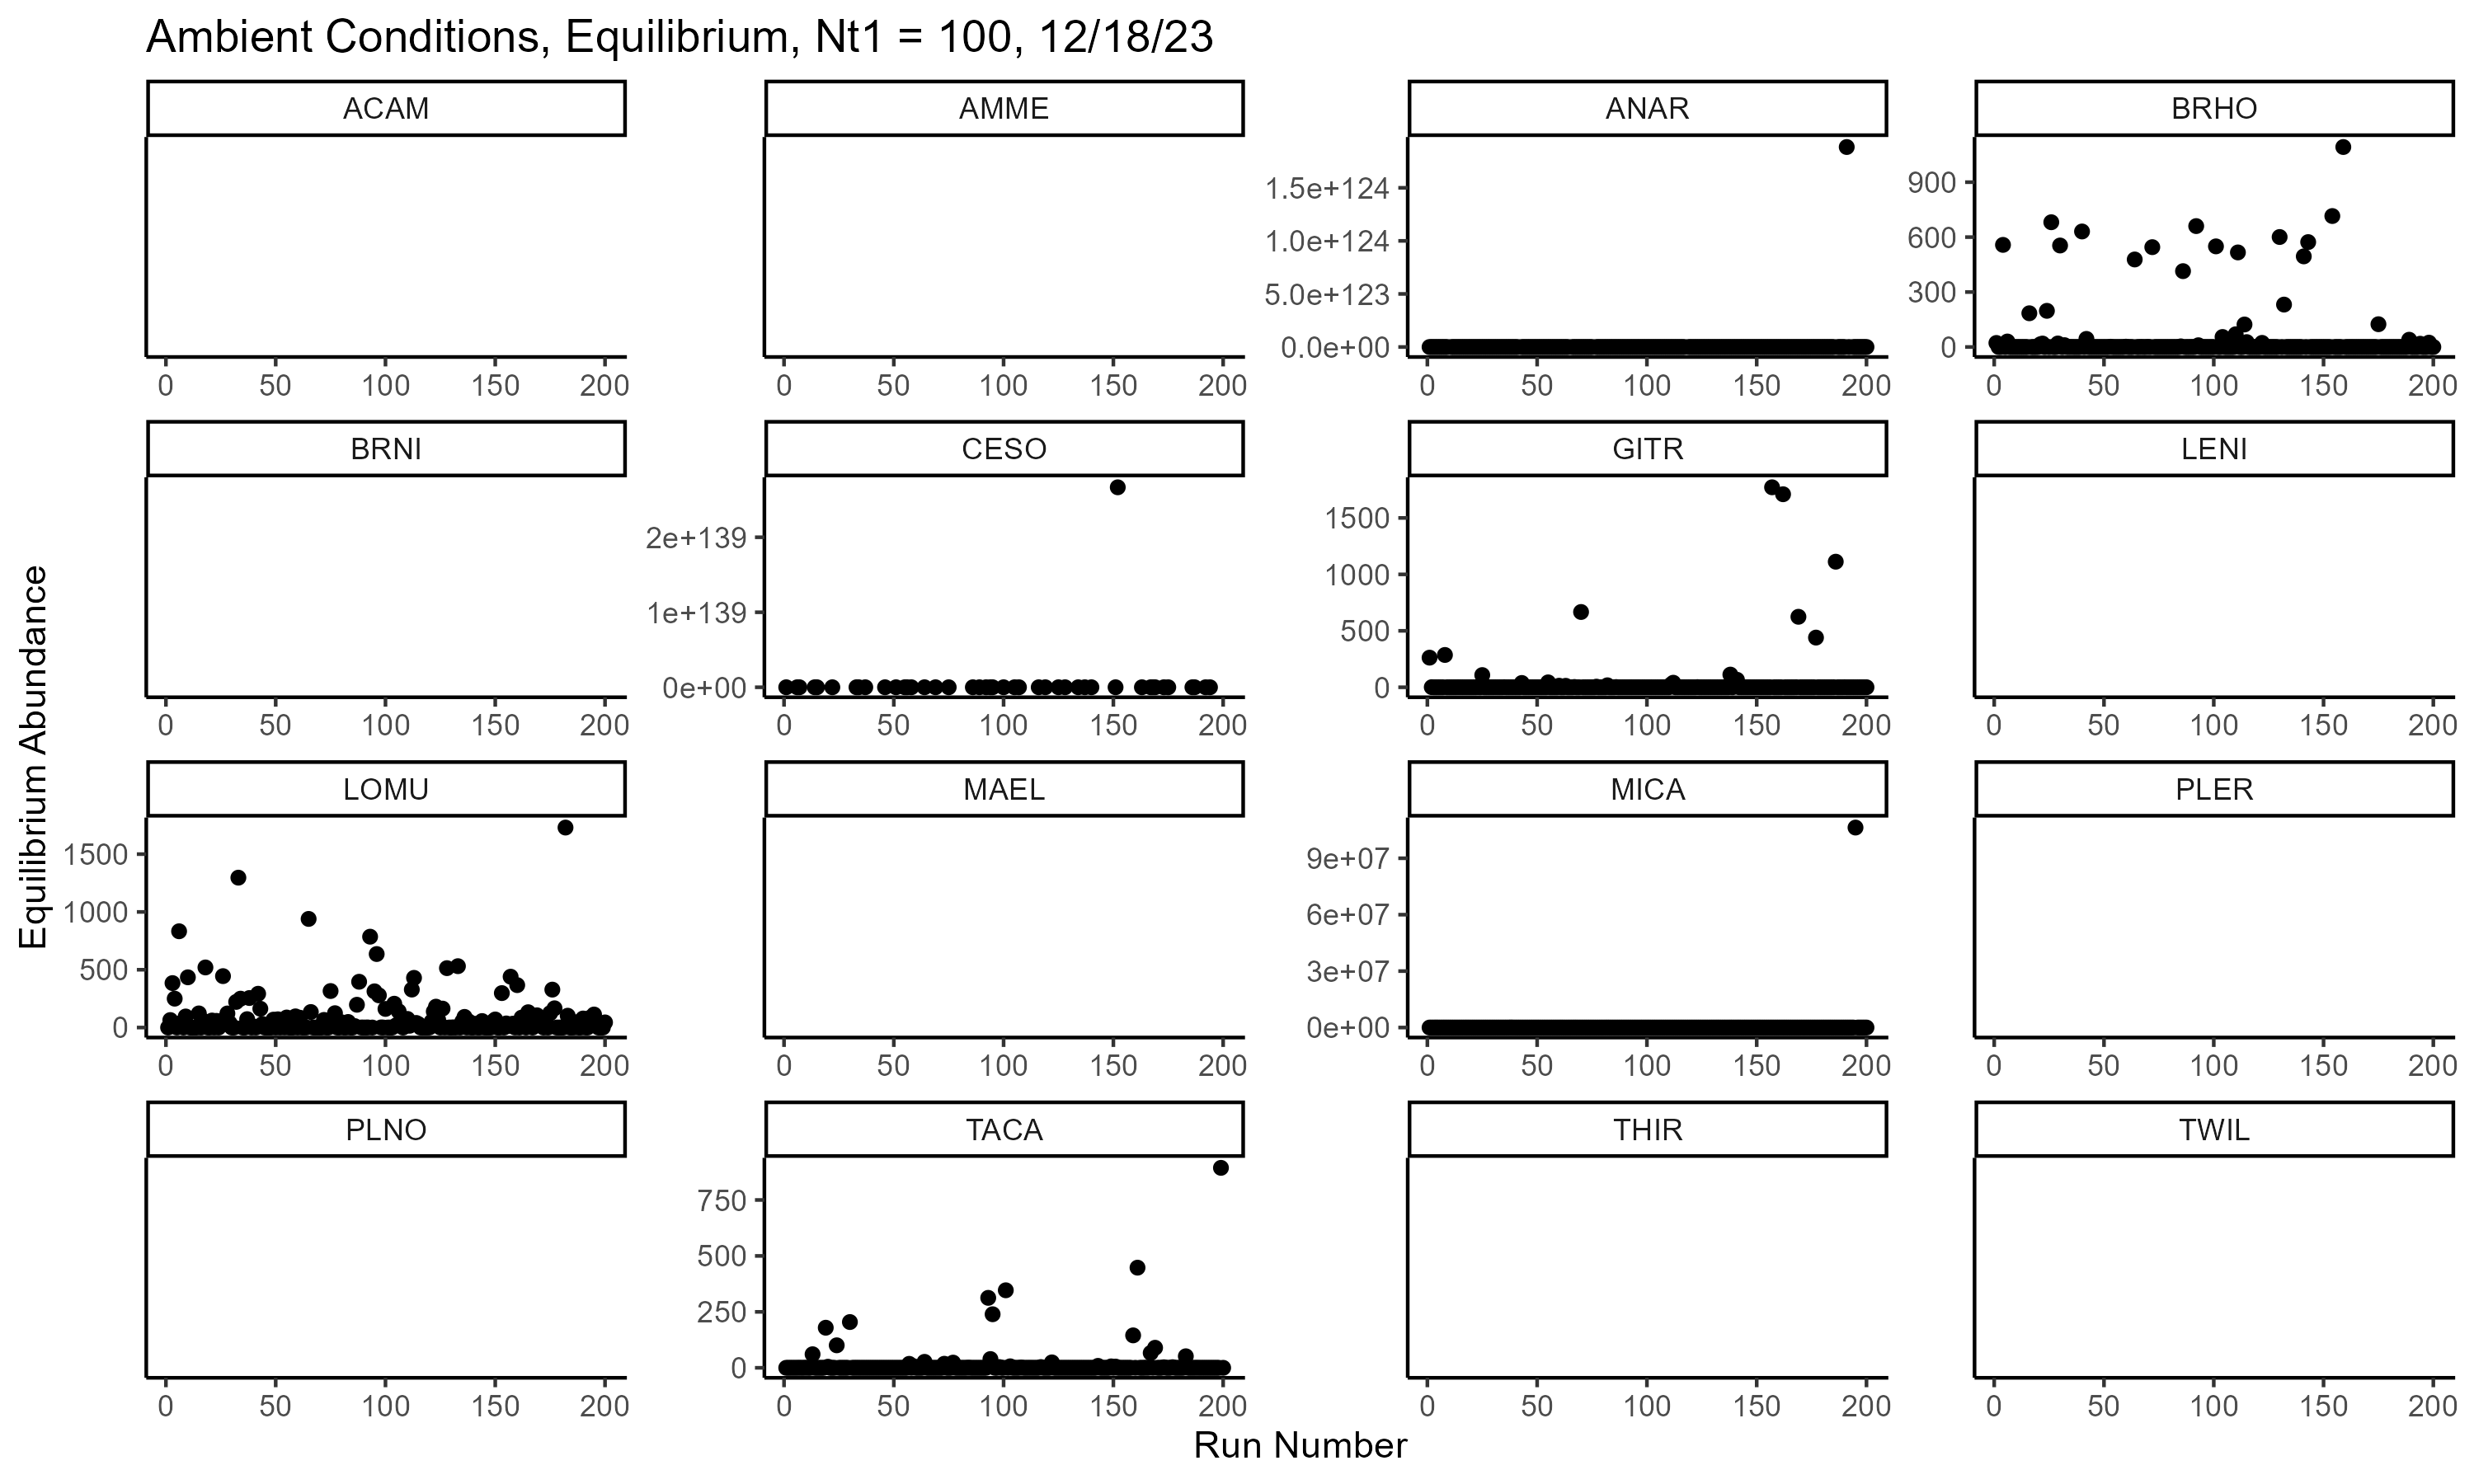 Ambient Conditions, Equilibrium, Nt1 = 100, 12/18/23
ACAM AMME ANAR BRHO
1.5e+124
1.0e+124
5.0e+123
0.0e+00
900
600
300
0
0 50 100 150 200 0 50 100 150 200 0 50 100 150 200 0 50 100 150 200
BRNI CESO GITR LENI
2e+139
1e+139
0e+00
1500
1000
500
0
0 50 100 150 200 0 50 100 150 200 0 50 100 150 200 0 50 100 150 200
Equilibrium Abundance
LOMU MAEL MICA PLER
1500
1000
500
0
9e+07
6e+07
3e+07
0e+00
0 50 100 150 200 0 50 100 150 200 0 50 100 150 200 0 50 100 150 200
PLNO TACA THIR TWIL
750
500
250
0
0 50 100 150 200 0 50 100 150 200 0 50 100 150 200 0 50 100 150 200
Run Number